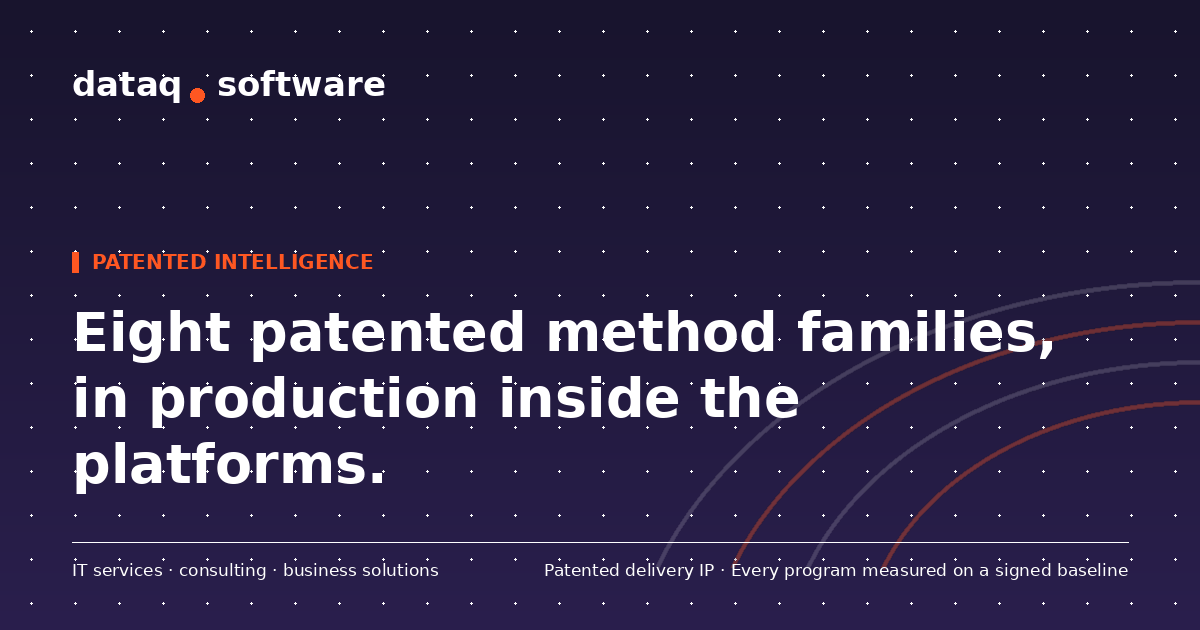 dataq.software
PATENTED INTELLIGENCE
Eight patented method families,
in production inside the
platforms.
IT services · consulting · business solutions
Patented delivery IP · Every program measured on a signed baseline